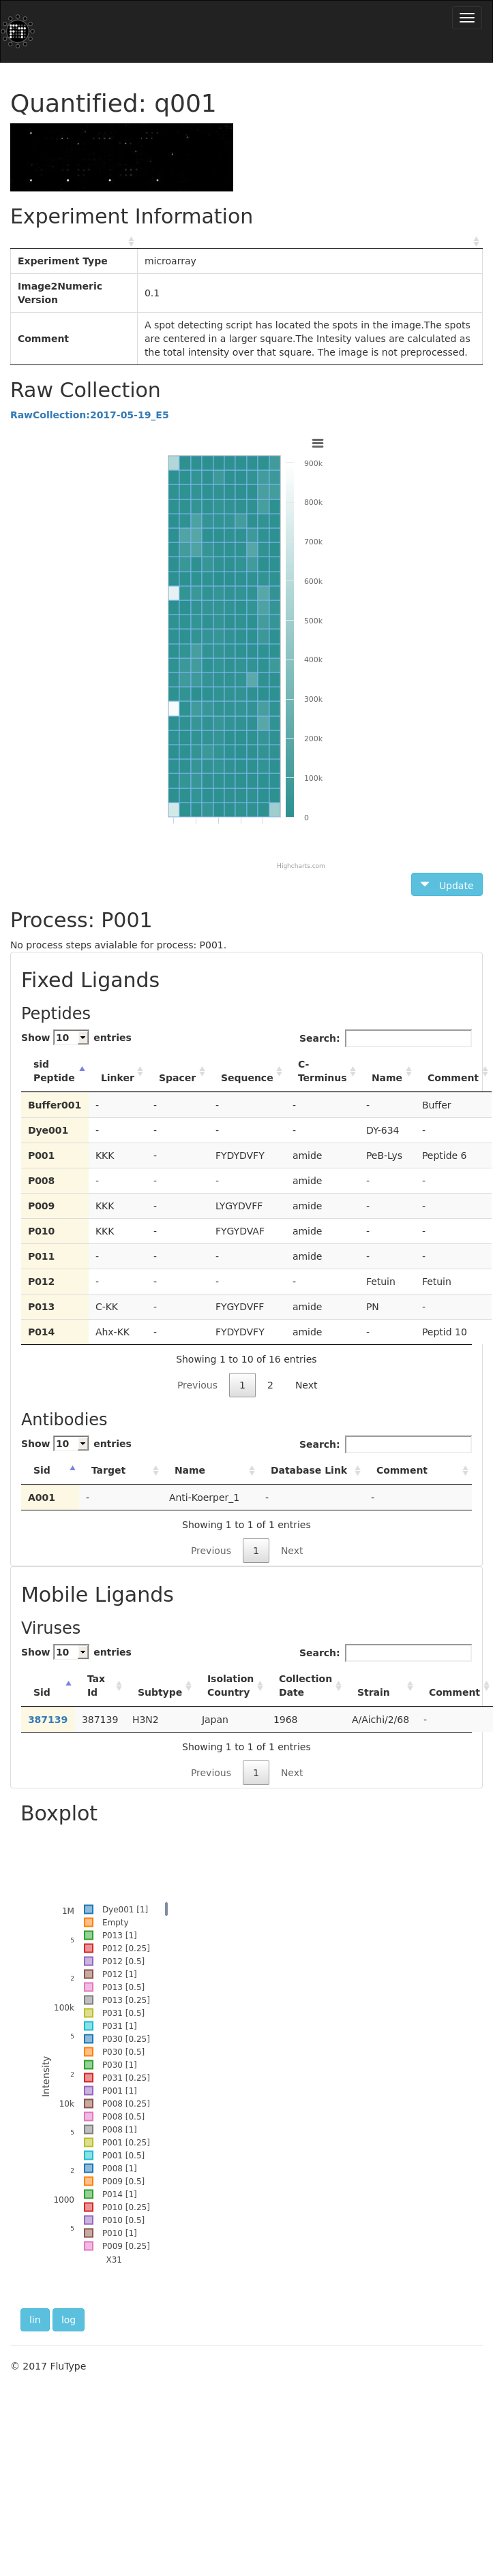 Quantified: q001
Experiment Information
Experiment Type microarray
Image2Numeric
Version 0.1
Comment A spot detecting script has located the spots in the image.The spots
are centered in a larger square.The Intesity values are calculated as
the total intensity over that square. The image is not preprocessed.
Raw Collection
RawCollection:2017-05-19_E5
900k
800k
700k
600k
500k
400k
300k
200k
100k
0
Highcharts.com
Update
Process: P001
No process steps avialable for process: P001.
Fixed Ligands
Peptides
Show 10 entries Search:
sid
Peptide Linker Spacer Sequence C-
Terminus Name Comment
Buffer001 - - - - - Buffer
Dye001 - - - - DY-634 -
P001 KKK - FYDYDVFY amide PeB-Lys Peptide 6
P008 - - - amide - -
P009 KKK - LYGYDVFF amide - -
P010 KKK - FYGYDVAF amide - -
P011 - - - amide - -
P012 - - - - Fetuin Fetuin
P013 C-KK - FYGYDVFF amide PN -
P014 Ahx-KK - FYDYDVFY amide - Peptid 10
Showing 1 to 10 of 16 entries
Previous 1 2 Next
Antibodies
Show 10 entries Search:
Sid Target Name Database Link Comment
A001 - Anti-Koerper_1 - -
Showing 1 to 1 of 1 entries
Previous 1 Next
Mobile Ligands
Viruses
Show 10 entries Search:
Sid Tax
Id Subtype Isolation
Country Collection
Date Strain Comment
387139 387139 H3N2 Japan 1968 A/Aichi/2/68 -
Showing 1 to 1 of 1 entries
Previous 1 Next
Boxplot
Intensity
1M
5
2
100k
5
2
10k
5
2
1000
5
Dye001 [1]
Empty
P013 [1]
P012 [0.25]
P012 [0.5]
P012 [1]
P013 [0.5]
P013 [0.25]
P031 [0.5]
P031 [1]
P030 [0.25]
P030 [0.5]
P030 [1]
P031 [0.25]
P001 [1]
P008 [0.25]
P008 [0.5]
P008 [1]
P001 [0.25]
P001 [0.5]
P008 [1]
P009 [0.5]
P014 [1]
P010 [0.25]
P010 [0.5]
P010 [1]
P009 [0.25]
X31
lin log
© 2017 FluType